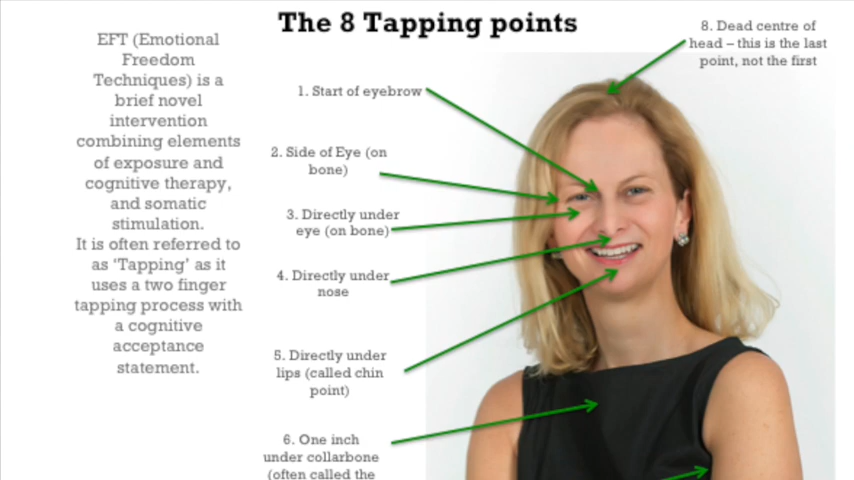 The 8 Tapping points
EFT (Emotional
Freedom
Techniques) is a
brief novel
intervention
combining elements
of exposure and
cognitive therapy,
and somatic
stimulation.
It is often referred to
as ‘Tapping’ as it
uses a two finger
tapping process with
a cognitive
acceptance
statement.
1. Start of eyebrow
2. Side of Eye (on
bone)
3. Directly under
eye (on bone)
4. Directly under
nose
5. Directly under
lips (called chin
point)
6. One inch
under collarbone
(often called the
8. Dead centre of
head – this is the last
point, not the first